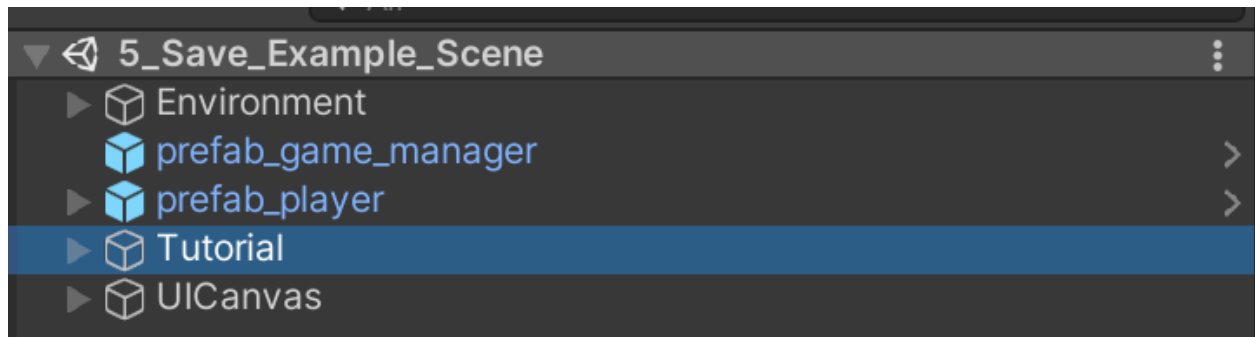 5_Save_Example_Scene
Environment
prefab_game_manager
prefab_player
Tutorial
UICanvas